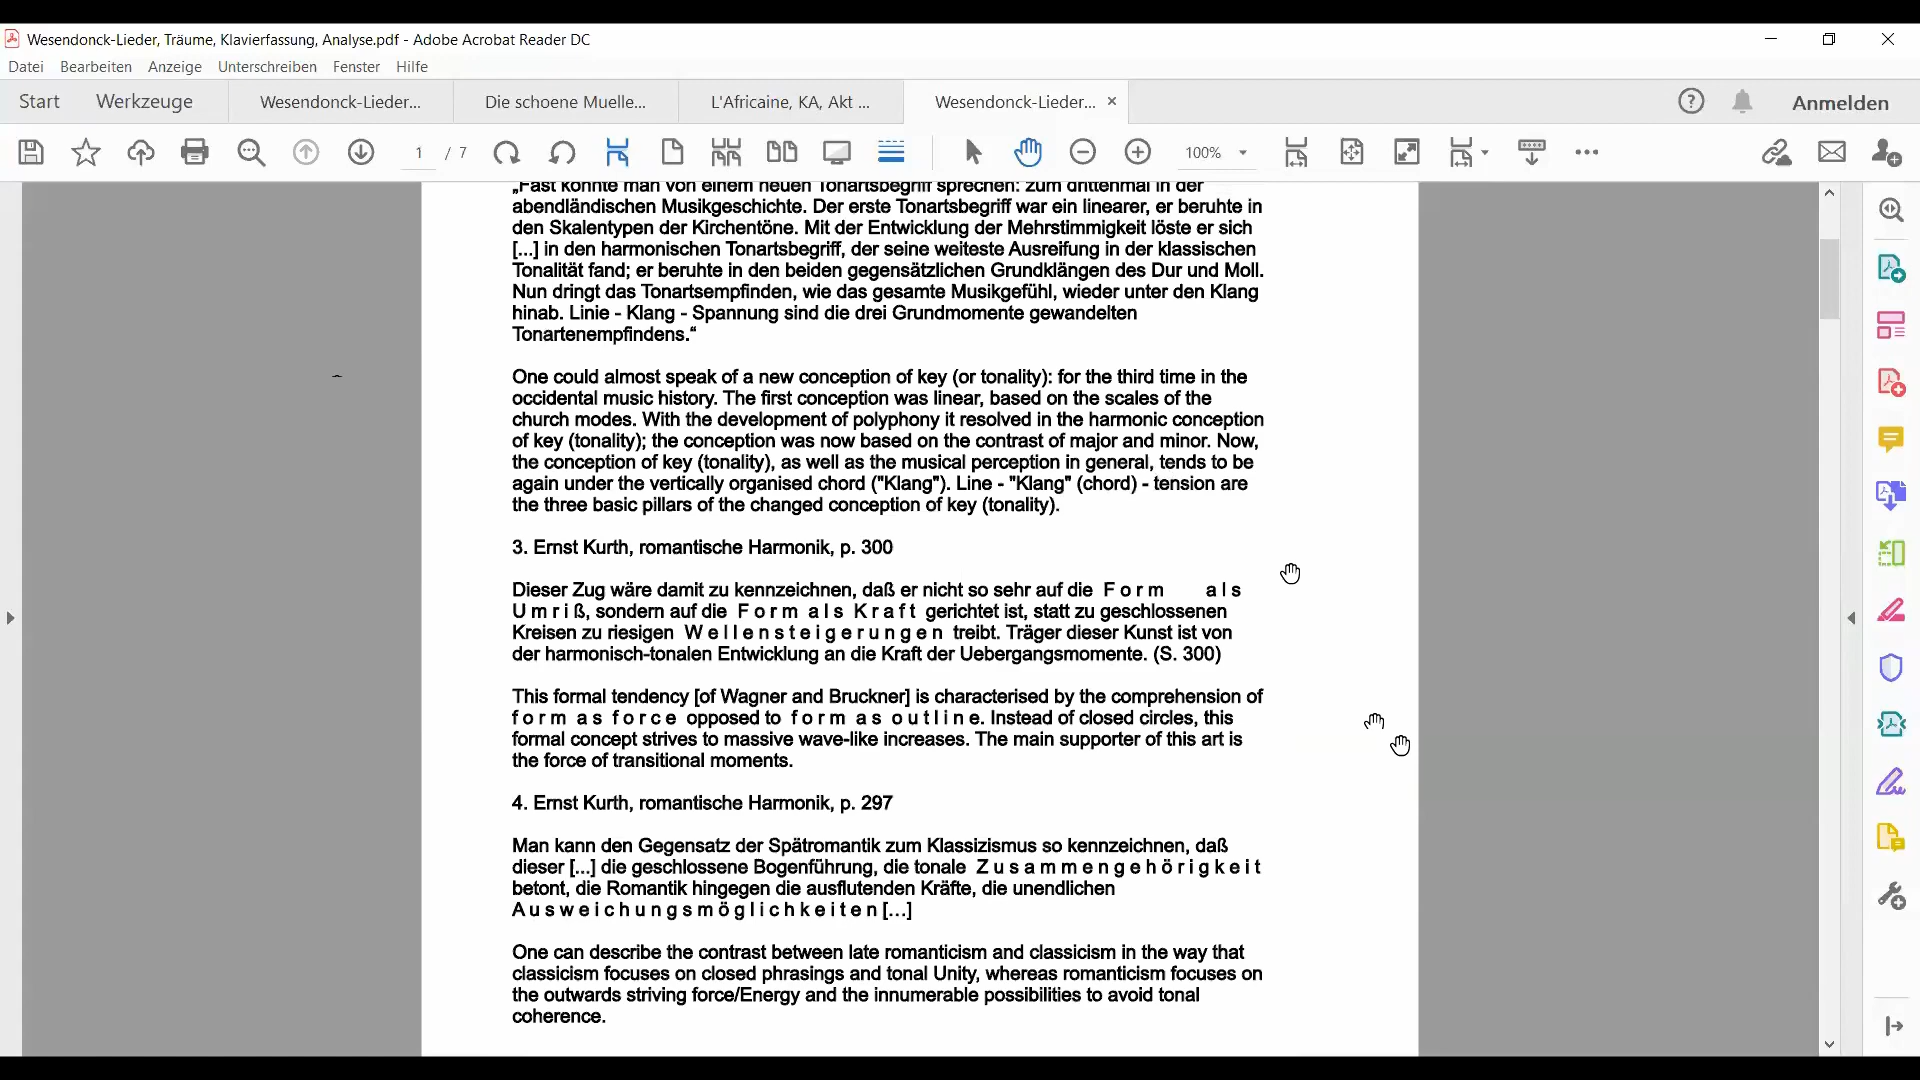 Wesendonck-Lieder, Träume, Klavierfassung, Analyse.pdf - Adobe Acrobat Reader DC
Datei Bearbeiten Anzeige Unterschreiben Fenster Hilfe
Start Werkzeuge Wesendonck-Lieder... Die schoene Muelle... L'Africaine, KA, Akt ... Wesendonck-Lieder... × Anmelden
1 / 7 100%
„Fast könnte man von einem neuen Tonartsbegriff sprechen: zum drittenmal in der
abendländischen Musikgeschichte. Der erste Tonartsbegriff war ein linearer, er beruhte in
den Skalentypen der Kirchentöne. Mit der Entwicklung der Mehrstimmigkeit löste er sich
[...] in den harmonischen Tonartsbegriff, der seine weiteste Ausreifung in der klassischen
Tonalität fand; er beruhte in den beiden gegensätzlichen Grundklängen des Dur und Moll.
Nun dringt das Tonartsempfinden, wie das gesamte Musikgefühl, wieder unter den Klang
hinab. Linie - Klang - Spannung sind die drei Grundmomente gewandelten
Tonartenempfindens.“
One could almost speak of a new conception of key (or tonality): for the third time in the
occidental music history. The first conception was linear, based on the scales of the
church modes. With the development of polyphony it resolved in the harmonic conception
of key (tonality); the conception was now based on the contrast of major and minor. Now,
the conception of key (tonality), as well as the musical perception in general, tends to be
again under the vertically organised chord ("Klang"). Line - "Klang" (chord) - tension are
the three basic pillars of the changed conception of key (tonality).
3. Ernst Kurth, romantische Harmonik, p. 300
Dieser Zug wäre damit zu kennzeichnen, daß er nicht so sehr auf die F o r m a l s
U m r i ß, sondern auf die F o r m a l s K r a f t gerichtet ist, statt zu geschlossenen
Kreisen zu riesigen W e l l e n s t e i g e r u n g e n treibt. Träger dieser Kunst ist von
der harmonisch-tonalen Entwicklung an die Kraft der Uebergangsmomente. (S. 300)
This formal tendency [of Wagner and Bruckner] is characterised by the comprehension of
f o r m a s f o r c e opposed to f o r m a s o u t l i n e. Instead of closed circles, this
formal concept strives to massive wave-like increases. The main supporter of this art is
the force of transitional moments.
4. Ernst Kurth, romantische Harmonik, p. 297
Man kann den Gegensatz der Spätromantik zum Klassizismus so kennzeichnen, daß
dieser [...] die geschlossene Bogenführung, die tonale Z u s a m m e n g e h ö r i g k e i t
betont, die Romantik hingegen die ausflutenden Kräfte, die unendlichen
A u s w e i c h u n g s m ö g l i c h k e i t e n [...]
One can describe the contrast between late romanticism and classicism in the way that
classicism focuses on closed phrasings and tonal Unity, whereas romanticism focuses on
the outwards striving force/Energy and the innumerable possibilities to avoid tonal
coherence.